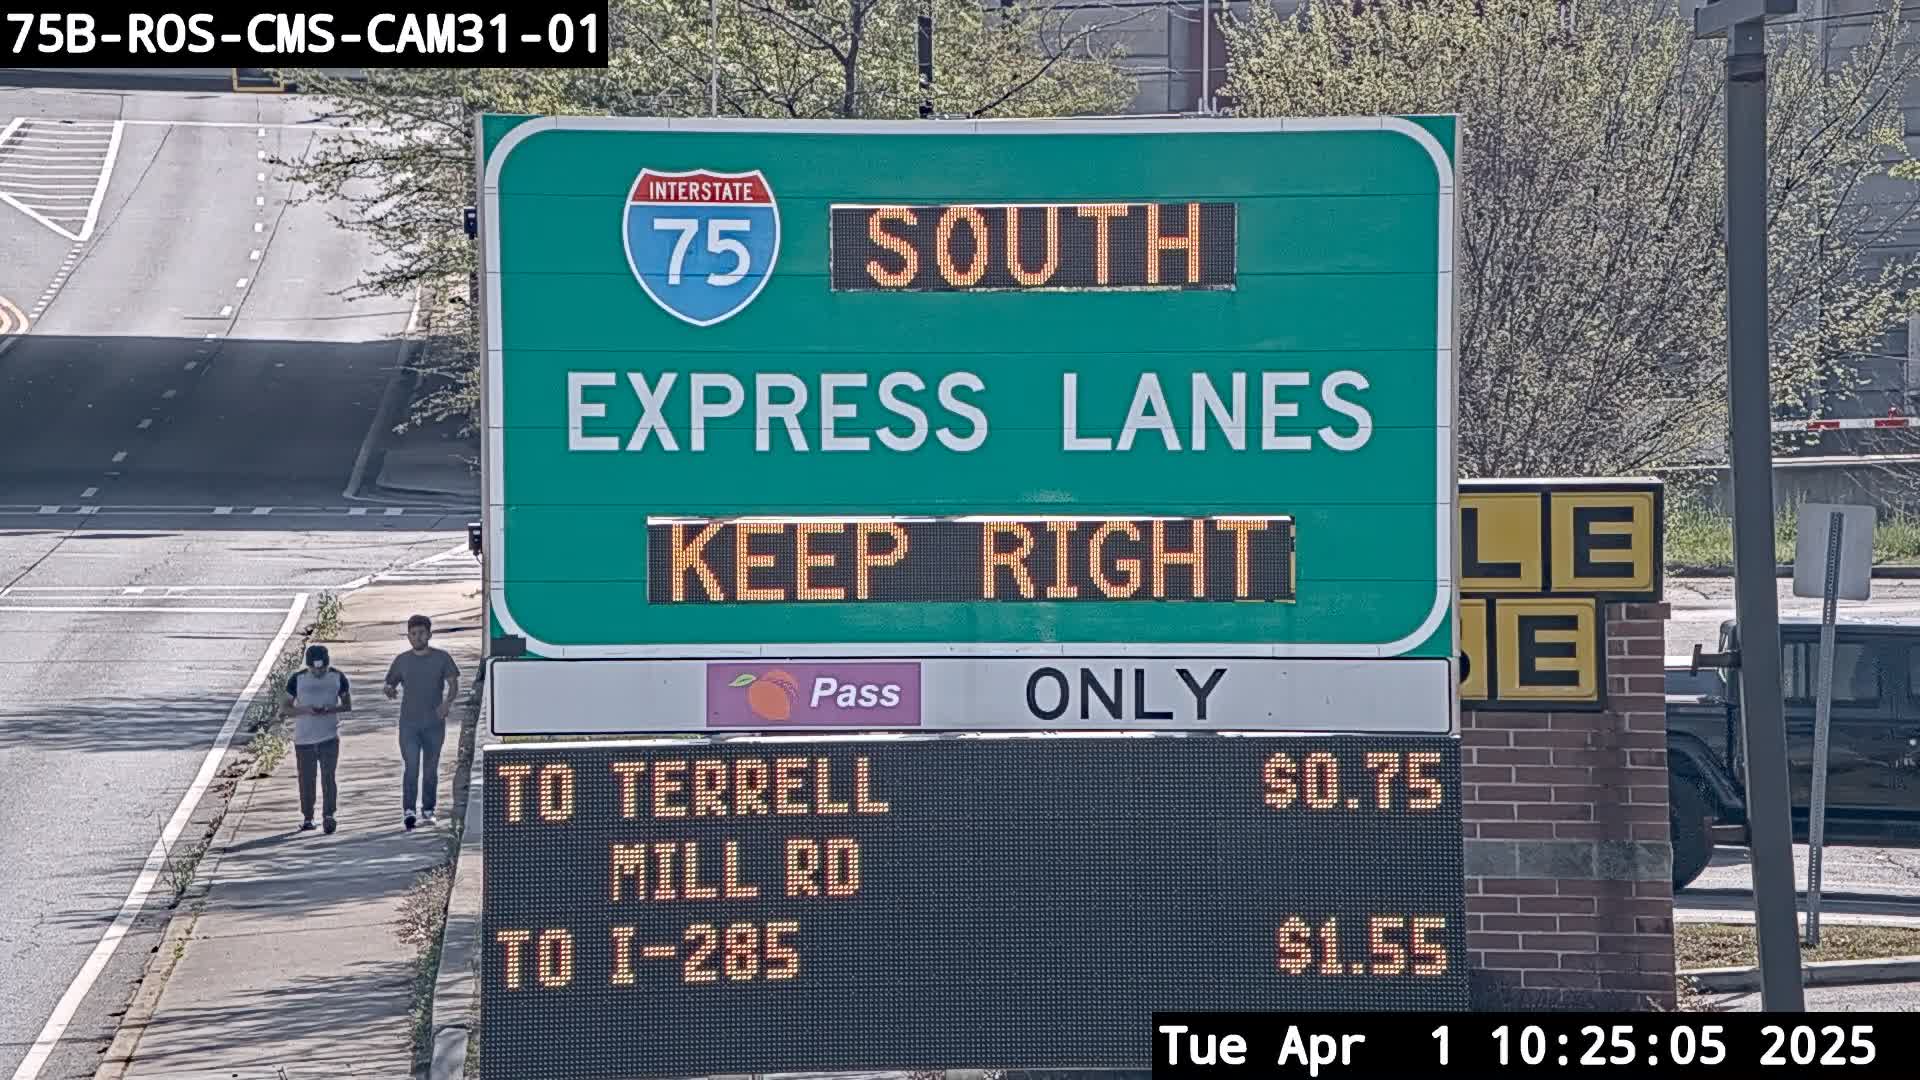 75B-ROS-CMS-CAM31-01
INTERSTATE
75
SOUTH
EXPRESS LANES
KEEP RIGHT
Pass ONLY
TO TERRELL $0.75
MILL RD
TO I-285 $1.55
LE
E
Tue Apr 1 10:25:05 2025